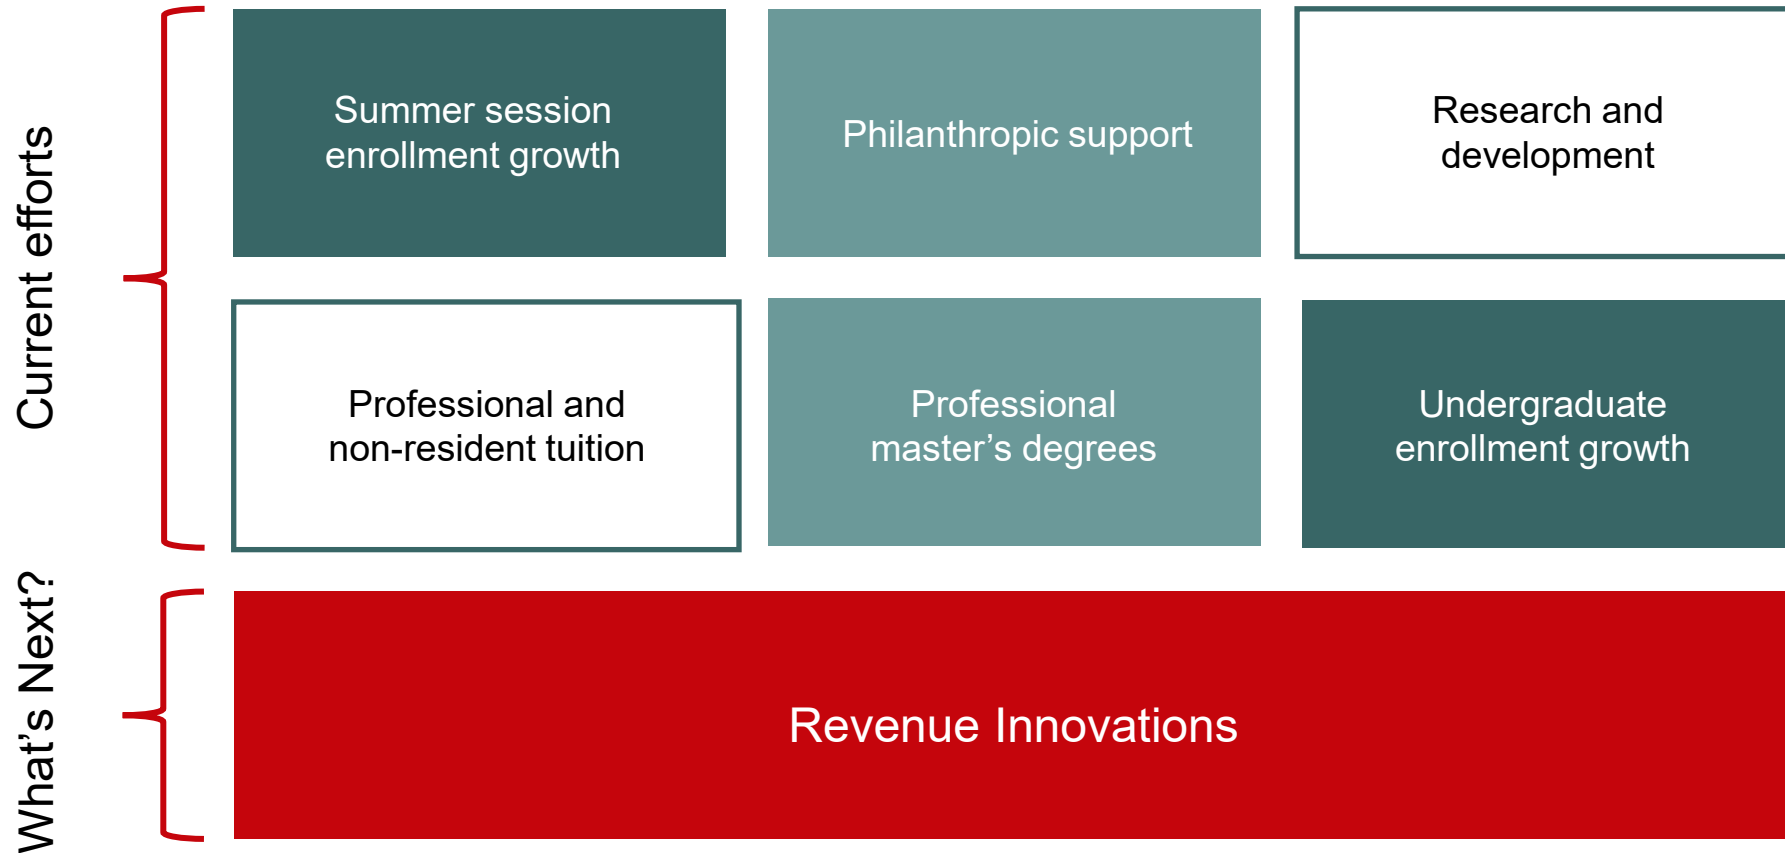 Current efforts
Summer session
enrollment growth
Philanthropic support
Research and
development
Professional and
non-resident tuition
Professional
master’s degrees
Undergraduate
enrollment growth
What’s Next?
Revenue Innovations